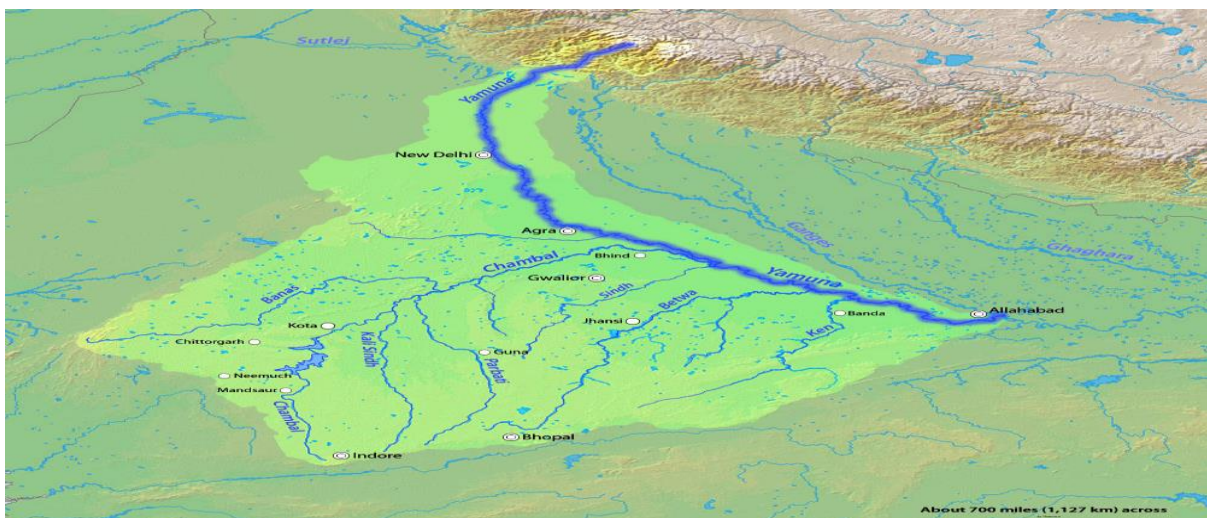 Sutlej
Yamuna
New Delhi
Agra
Ganges
Ghaghara
Bhind
Chambal
Gwalior
Yamuna
Banas
Sindh
Betwa
Allahabad
Kota
Jhansi
Banda
Chittorgarh
Kali Sindh
Guna
Parbati
Ken
Neemuch
Mandsaur
Chambal
Bhopal
Indore
About 700 miles (1,127 km) across